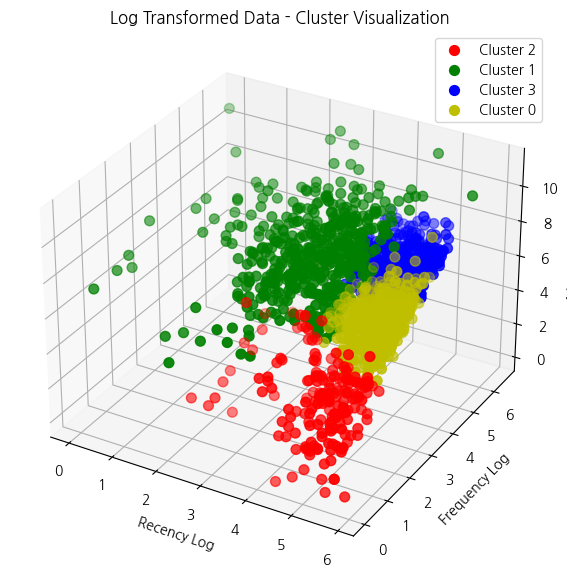 Log Transformed Data - Cluster Visualization
Cluster 2
Cluster 1
Cluster 3
Cluster 0
10
8
6
4
2
0
6
5
4
3
2
1
0
Frequency Log
0
1
2
3
4
5
6
Recency Log